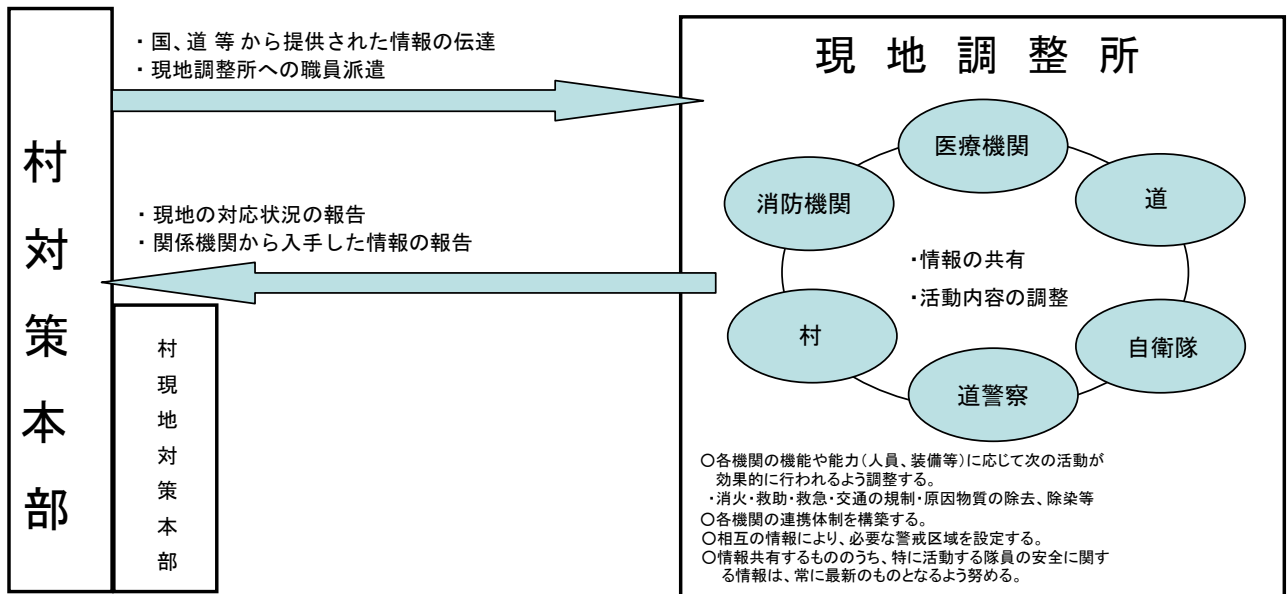 村対策本部
・国、道 等 から提供された情報の伝達
・現地調整所への職員派遣
・現地の対応状況の報告
・関係機関から入手した情報の報告
村現地対策本部
現 地 調 整 所
医療機関
消防機関
道
・情報の共有
・活動内容の調整
村
自衛隊
道警察
〇各機関の機能や能力(人員、装備等)に応じて次の活動が
効果的に行われるよう調整する。
・消火・救助・救急・交通の規制・原因物質の除去、除染等
〇各機関の連携体制を構築する。
〇相互の情報により、必要な警戒区域を設定する。
〇情報共有するもののうち、特に活動する隊員の安全に関す
る情報は、常に最新のものとなるよう努める。